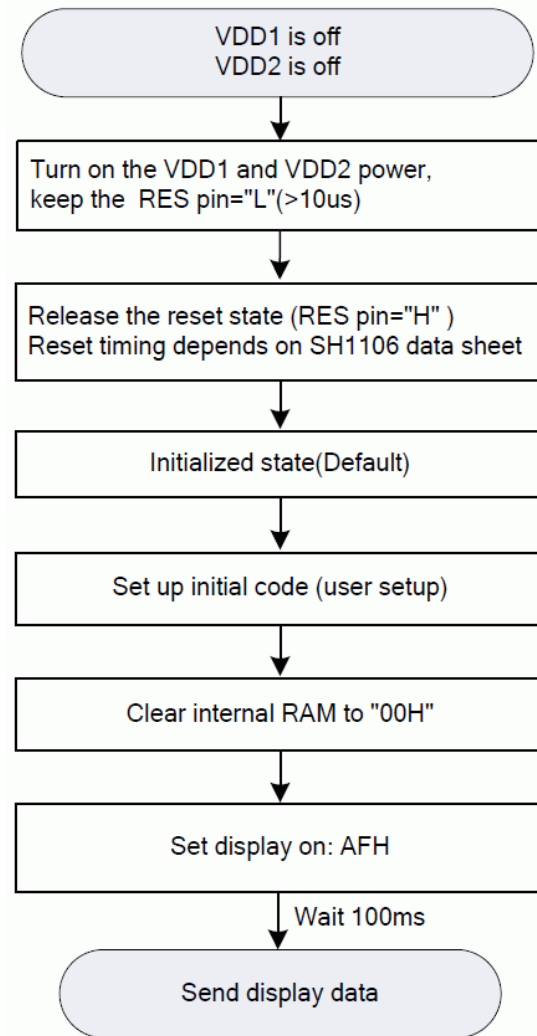 VDD1 is off
VDD2 is off
Turn on the VDD1 and VDD2 power,
keep the  RES pin="L"(>10us)
Release the reset state (RES pin="H" )
Reset timing depends on SH1106 data sheet
Initialized state(Default)
Set up initial code (user setup)
Clear internal RAM to "00H"
Set display on: AFH
Wait 100ms
Send display data